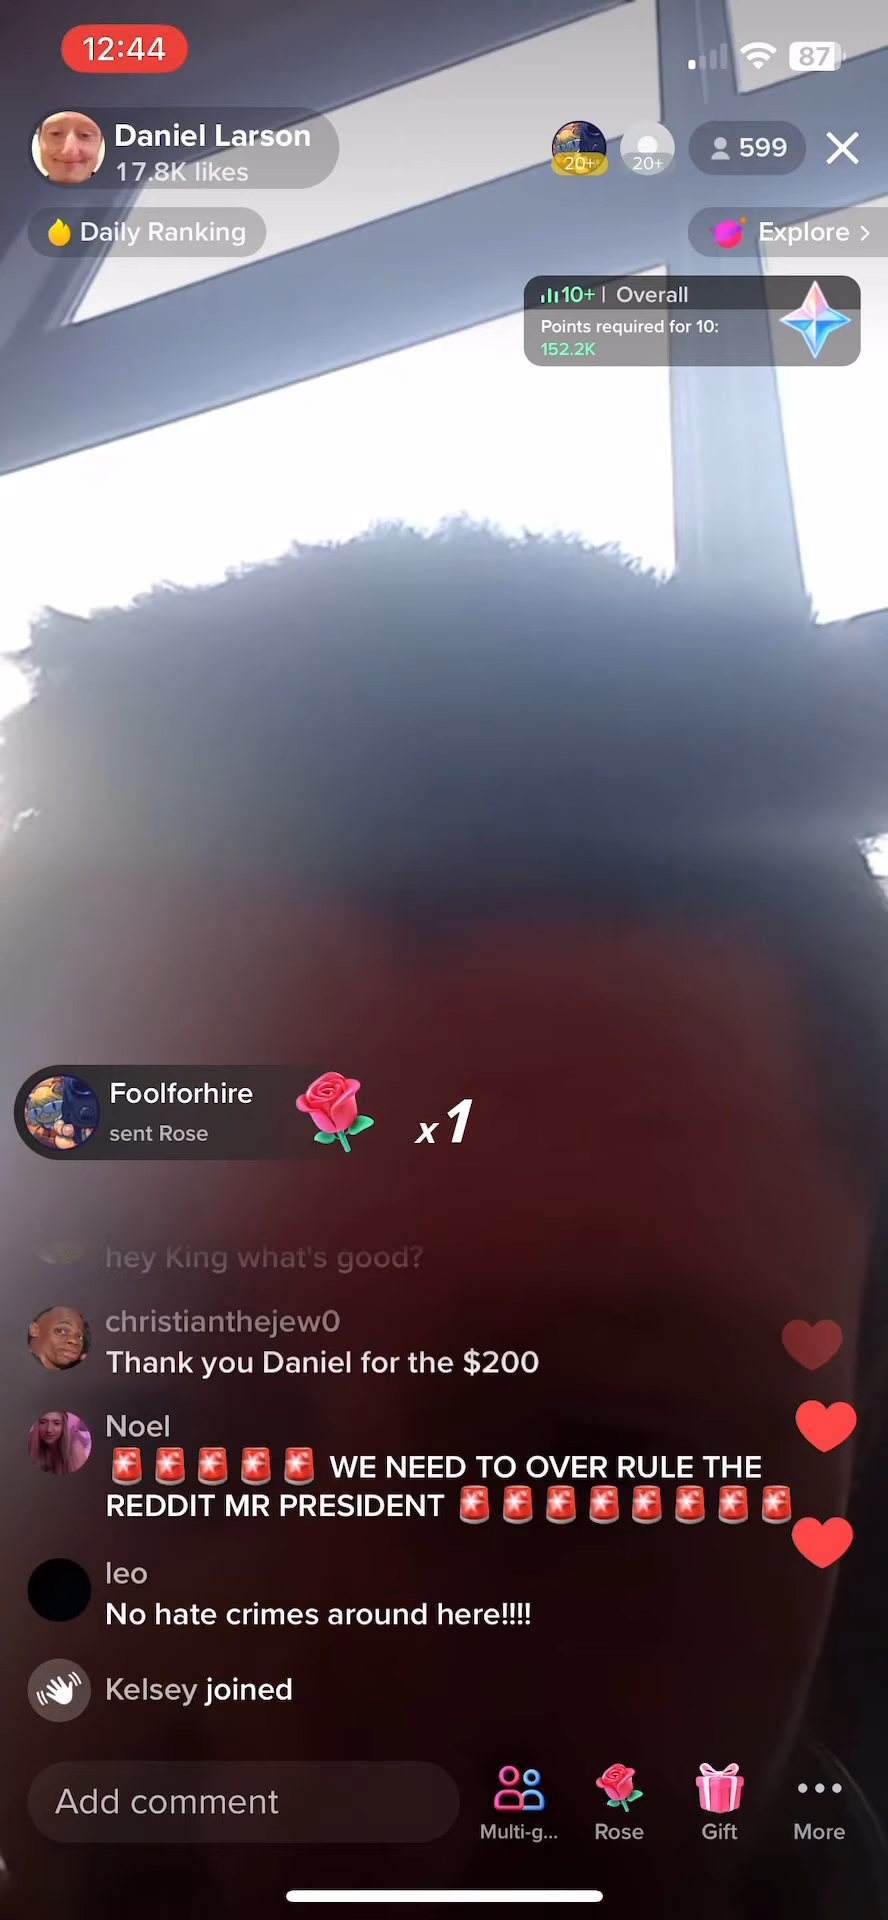 12:44
87
Daniel Larson
17.8K likes
20+
20+
599
Daily Ranking
Explore >
10+ | Overall
Points required for 10:
152.2K
Foolforhire
sent Rose
x1
hey King what's good?
christianthejew0
Thank you Daniel for the $200
Noel
🚨🚨🚨🚨🚨 WE NEED TO OVER RULE THE
REDDIT MR PRESIDENT 🚨🚨🚨🚨🚨🚨🚨🚨
leo
No hate crimes around here!!!!
Kelsey joined
Add comment
Multi-g...
Rose
Gift
More